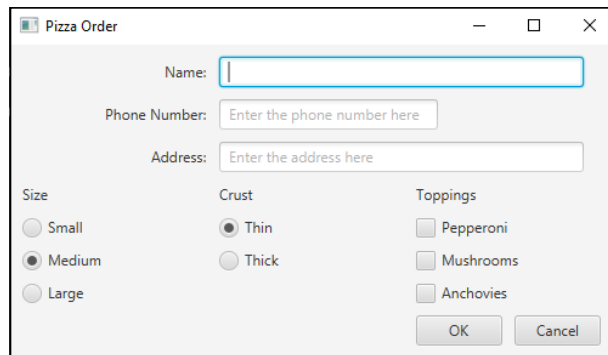 Pizza Order
Name:
Phone Number: Enter the phone number here
Address: Enter the address here
Size Crust Toppings
Small Thin Pepperoni
Medium Thick Mushrooms
Large Anchovies
OK Cancel